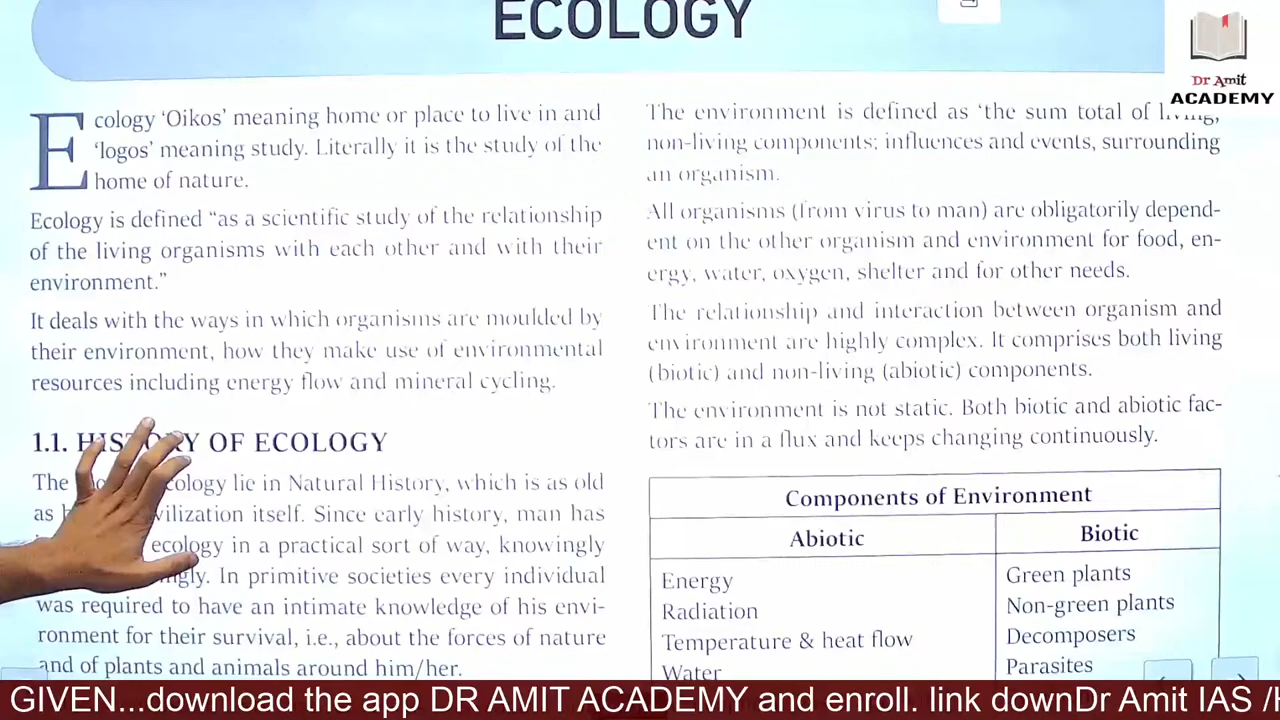 ECOLOGY
Dr Amit
ACADEMY
Ecology 'Oikos' meaning home or place to live in and
'logos' meaning study. Literally it is the study of the
home of nature.
Ecology is defined "as a scientific study of the relationship
of the living organisms with each other and with their
environment."
It deals with the ways in which organisms are moulded by
their environment, how they make use of environmental
resources including energy flow and mineral cycling.
1.1. HISTORY OF ECOLOGY
The ecology lie in Natural History, which is as old
as civilization itself. Since early history, man has
ecology in a practical sort of way, knowingly
In primitive societies every individual
was required to have an intimate knowledge of his envi-
ronment for their survival, i.e., about the forces of nature
and of plants and animals around him/her.
The environment is defined as 'the sum total of living,
non-living components; influences and events, surrounding
an organism.
All organisms (from virus to man) are obligatorily depend-
ent on the other organism and environment for food, en-
ergy, water, oxygen, shelter and for other needs.
The relationship and interaction between organism and
environment are highly complex. It comprises both living
(biotic) and non-living (abiotic) components.
The environment is not static. Both biotic and abiotic fac-
tors are in a flux and keeps changing continuously.
Components of Environment
Abiotic Biotic
Energy Green plants
Radiation Non-green plants
Temperature & heat flow Decomposers
Water Parasites
GIVEN...download the app DR AMIT ACADEMY and enroll. link downDr Amit IAS /